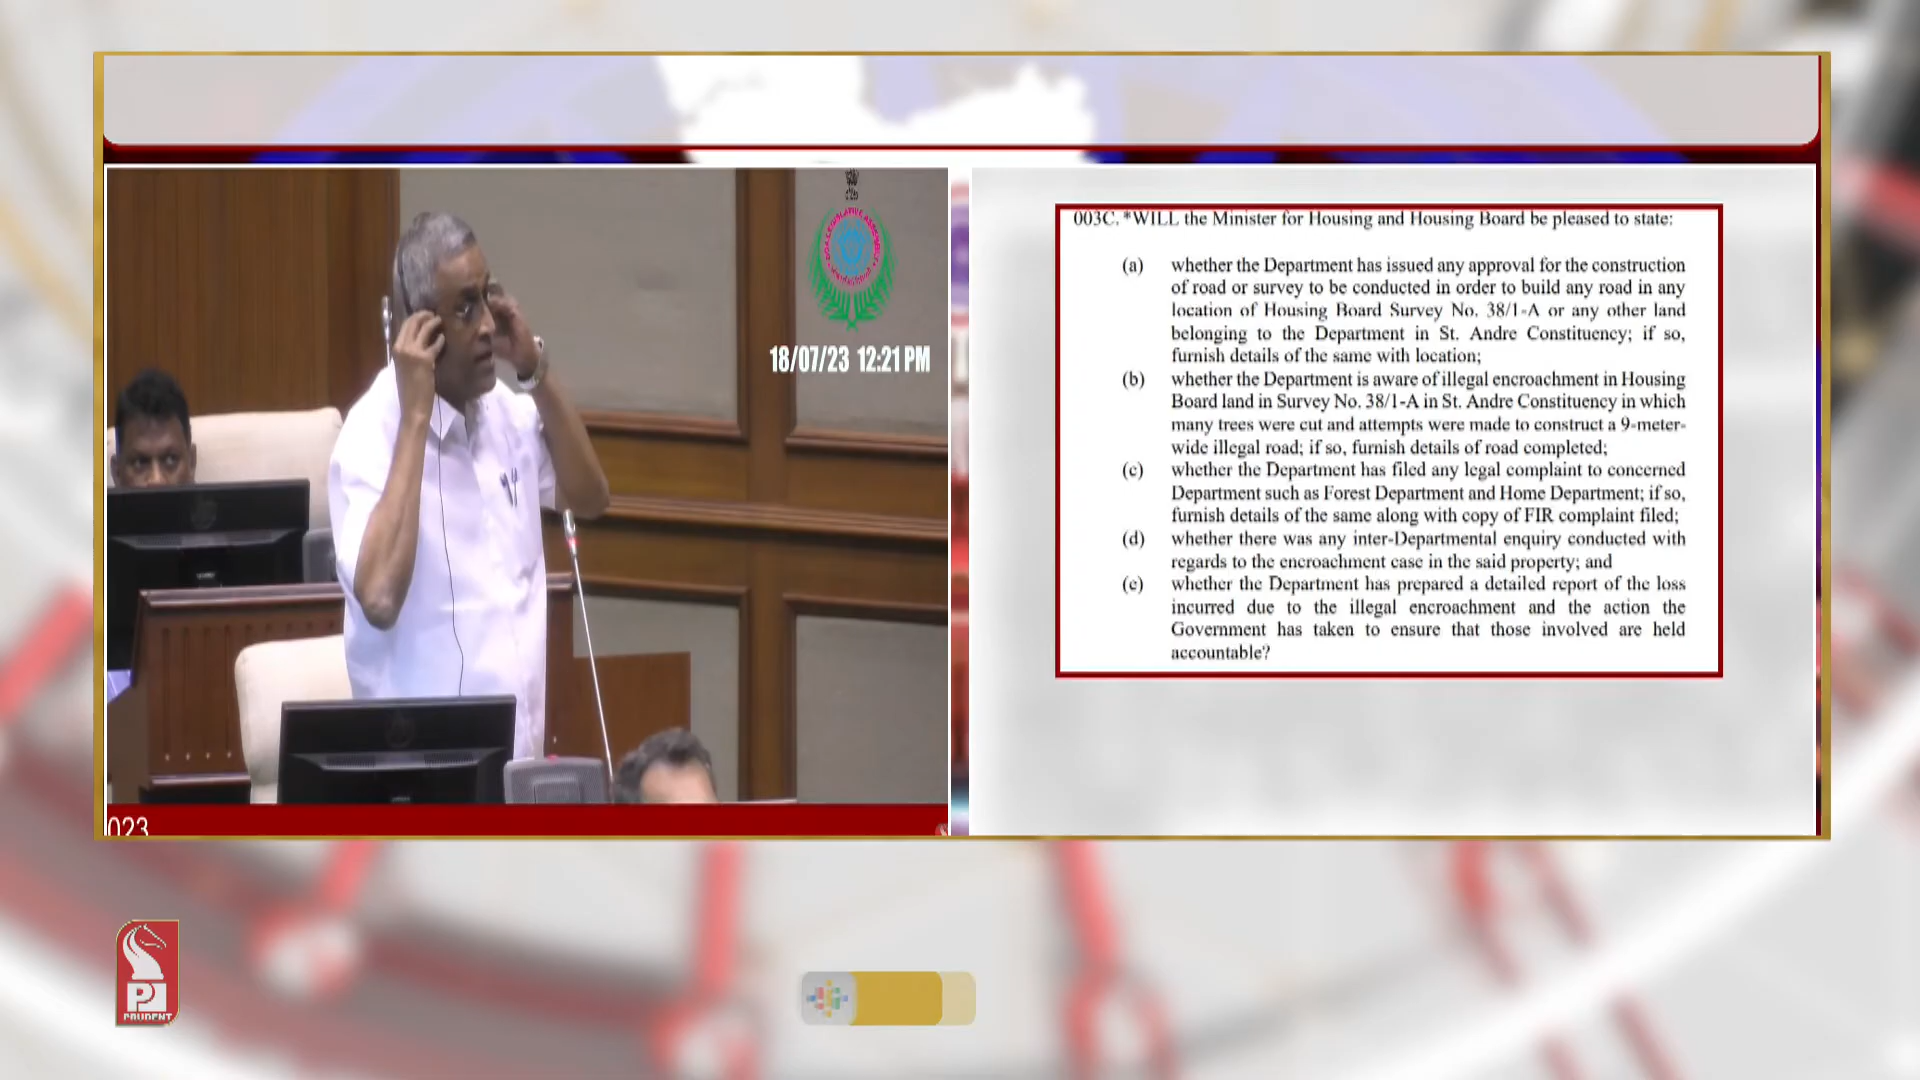 18/07/23 12:21 PM
003C. *WILL the Minister for Housing and Housing Board be pleased to state:
(a) whether the Department has issued any approval for the construction
of road or survey to be conducted in order to build any road in any
location of Housing Board Survey No. 38/1-A or any other land
belonging to the Department in St. Andre Constituency; if so,
furnish details of the same with location;
(b) whether the Department is aware of illegal encroachment in Housing
Board land in Survey No. 38/1-A in St. Andre Constituency in which
many trees were cut and attempts were made to construct a 9-meter-
wide illegal road; if so, furnish details of road completed;
(c) whether the Department has filed any legal complaint to concerned
Department such as Forest Department and Home Department; if so,
furnish details of the same along with copy of FIR complaint filed;
(d) whether there was any inter-Departmental enquiry conducted with
regards to the encroachment case in the said property; and
(e) whether the Department has prepared a detailed report of the loss
incurred due to the illegal encroachment and the action the
Government has taken to ensure that those involved are held
accountable?
023
PRUDENT